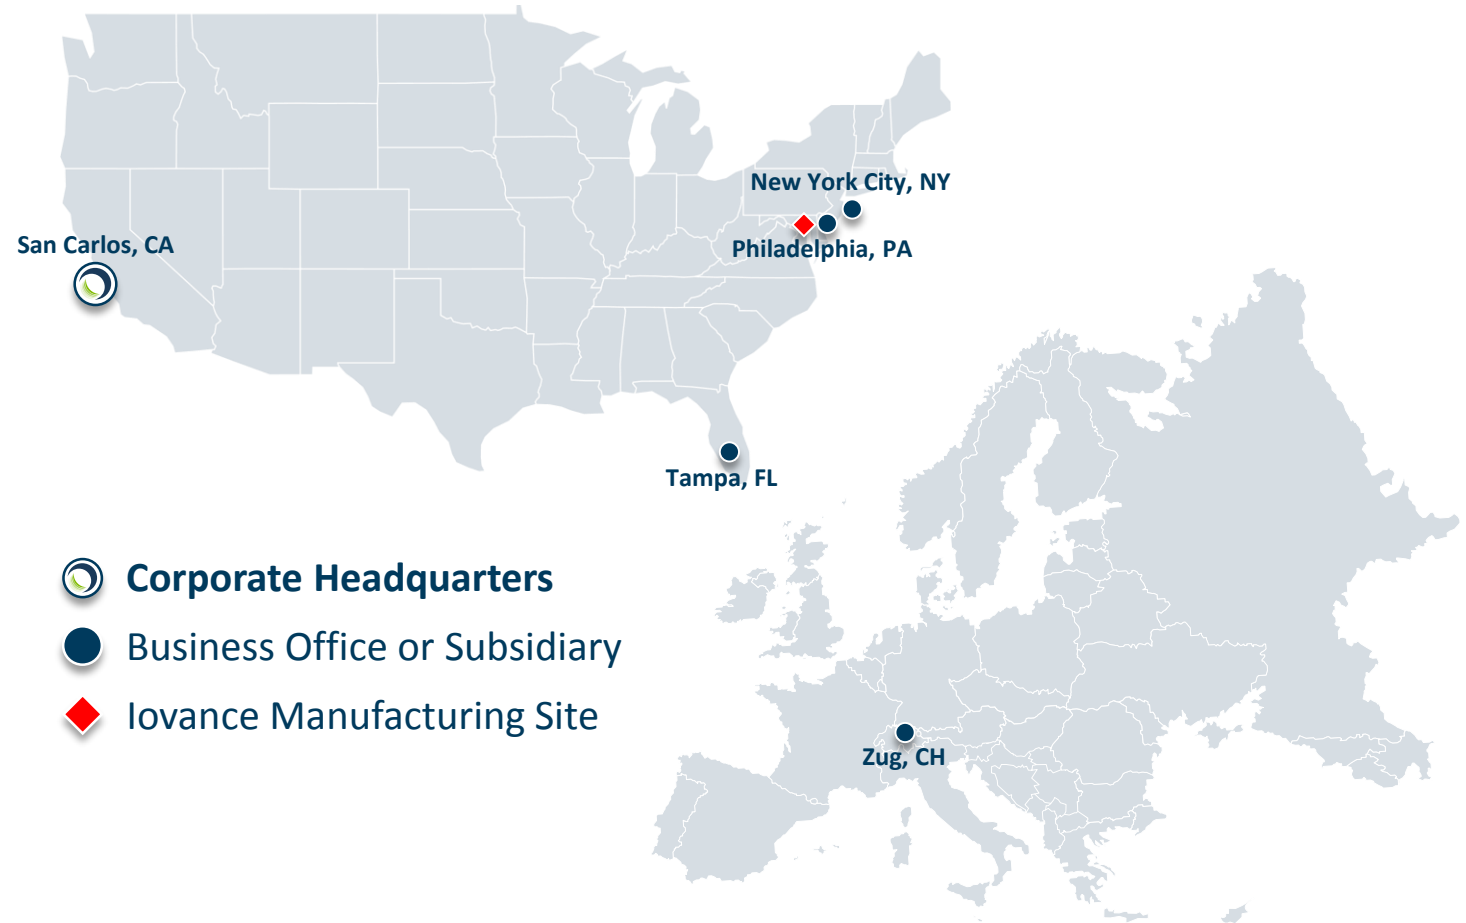 New York City, NY
San Carlos, CA
Philadelphia, PA
Tampa, FL
Corporate Headquarters
Business Office or Subsidiary
Iovance Manufacturing Site
Zug, CH